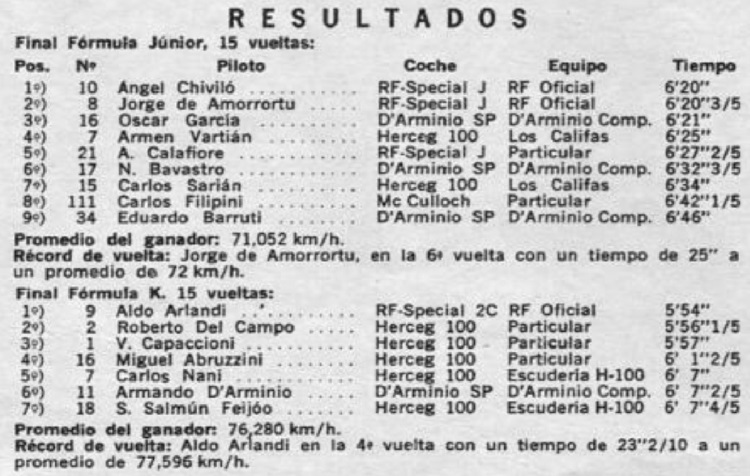 RESULTADOS
Final Fórmula Júnior, 15 vueltas:
Pos. Nº Piloto Coche Equipo Tiempo
1º) 10 Angel Chiviló ........... RF-Special J RF Oficial 6'20"
2º) 8 Jorge de Amorrortu ..... RF-Special J RF Oficial 6'20"3/5
3º) 16 Oscar García ........... D'Arminio SP D'Arminio Comp. 6'21"
4º) 7 Armen Vartián .......... Herceg 100 Los Califas 6'25"
5º) 21 A. Calafiore ............ RF-Special J Particular 6'27"2/5
6º) 17 N. Bavastro ............ D'Arminio SP D'Arminio Comp. 6'32"3/5
7º) 15 Carlos Sarián .......... Herceg 100 Los Califas 6'34"
8º) 111 Carlos Filipini .......... Mc Culloch Particular 6'42"1/5
9º) 34 Eduardo Barruti ......... D'Arminio SP D'Arminio Comp. 6'46"
Promedio del ganador: 71,052 km/h.
Récord de vuelta: Jorge de Amorrortu, en la 6ª vuelta con un tiempo de 25" a
un promedio de 72 km/h.
Final Fórmula K. 15 vueltas:
1º) 9 Aldo Arlandi ........... RF-Special 2C RF Oficial 5'54"
2º) 2 Roberto Del Campo ..... Herceg 100 Particular 5'56"1/5
3º) 1 V. Capaccioni .......... Herceg 100 Particular 5'57"
4º) 16 Miguel Abruzzini ........ Herceg 100 Particular 6' 1"2/5
5º) 7 Carlos Nani ............ Herceg 100 Escudería H-100 6' 7"
6º) 11 Armando D'Arminio ...... D'Arminio SP D'Arminio Comp. 6' 7"2/5
7º) 18 S. Salmún Feijóo ........ Herceg 100 Escudería H-100 6' 7"4/5
Promedio del ganador: 76,280 km/h.
Récord de vuelta: Aldo Arlandi en la 4ª vuelta con un tiempo de 23"2/10 a un
promedio de 77,596 km/h.